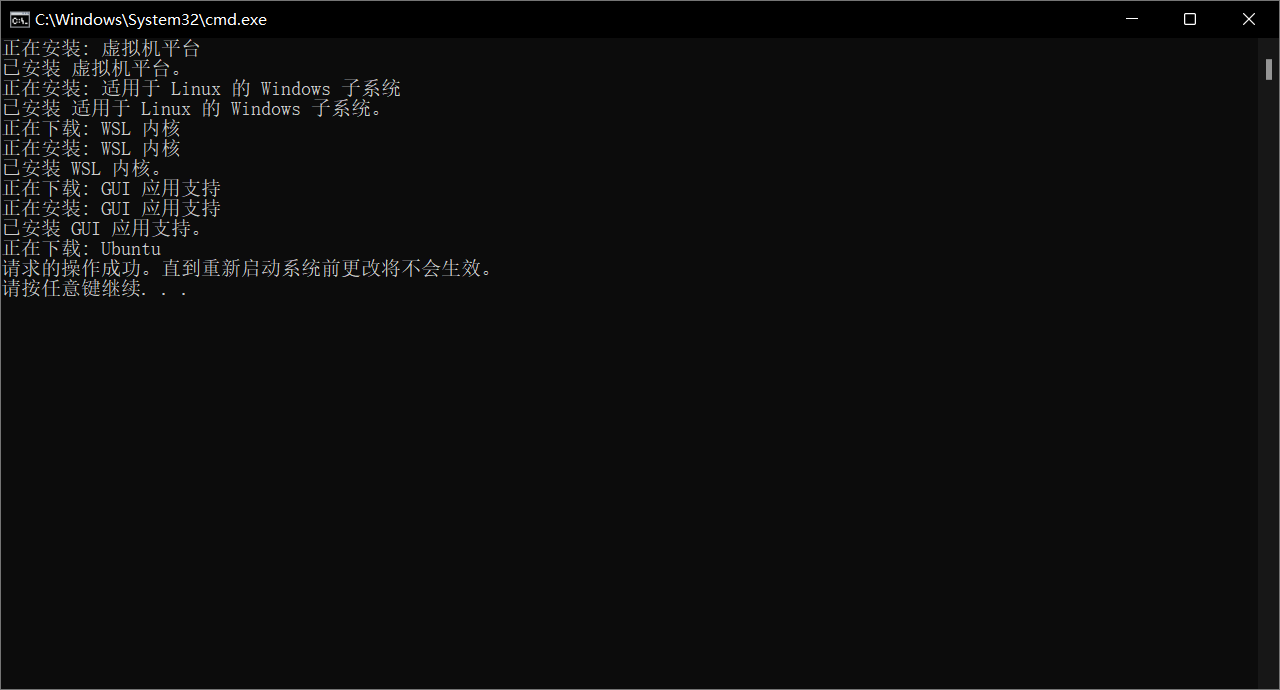 C:\Windows\System32\cmd.exe
正在安装: 虚拟机平台
已安装 虚拟机平台。
正在安装: 适用于 Linux 的 Windows 子系统
已安装 适用于 Linux 的 Windows 子系统。
正在下载: WSL 内核
正在安装: WSL 内核
已安装 WSL 内核。
正在下载: GUI 应用支持
正在安装: GUI 应用支持
已安装 GUI 应用支持。
正在下载: Ubuntu
请求的操作成功。直到重新启动系统前更改将不会生效。
请按任意键继续. . .